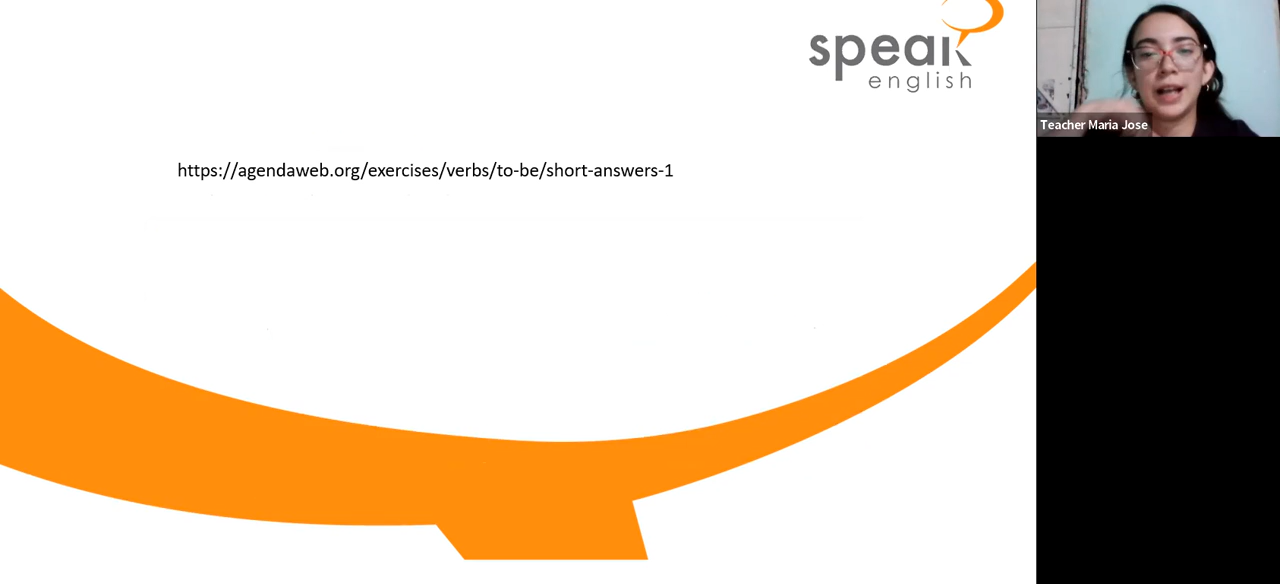 speak
english
https://agendaweb.org/exercises/verbs/to-be/short-answers-1
Teacher Maria Jose